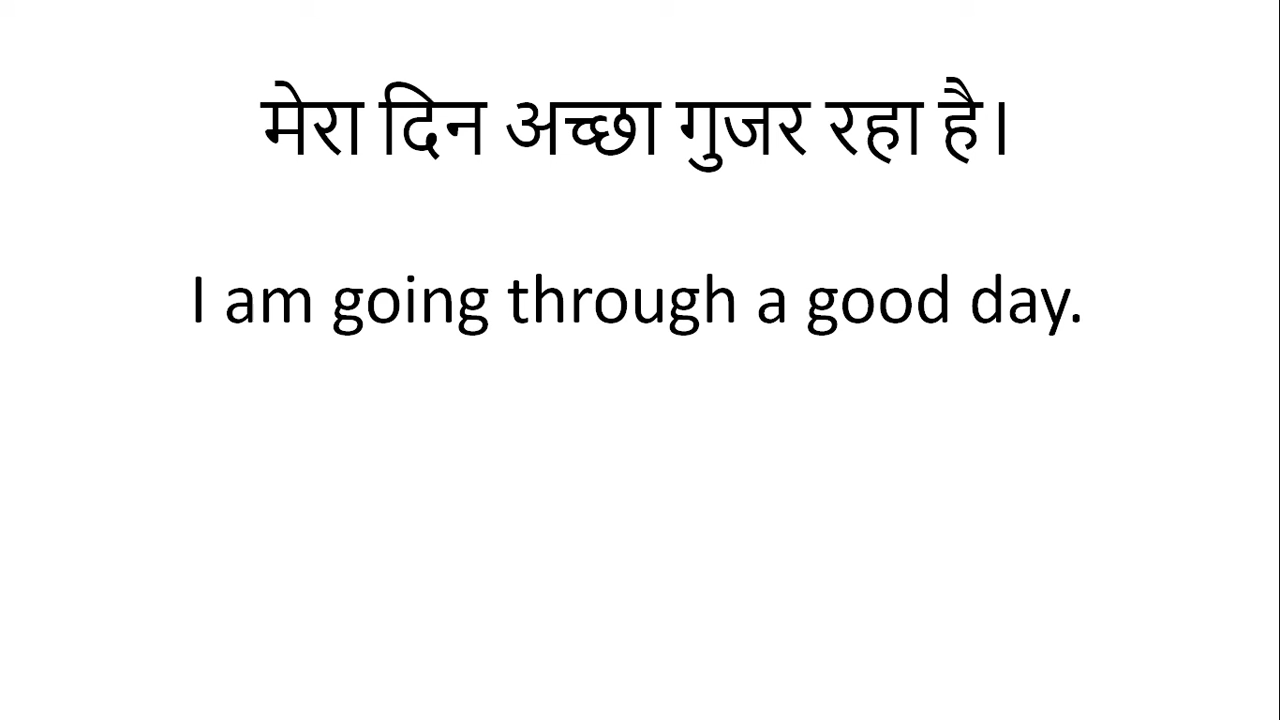 मेरा दिन अच्छा गुजर रहा है।
I am going through a good day.